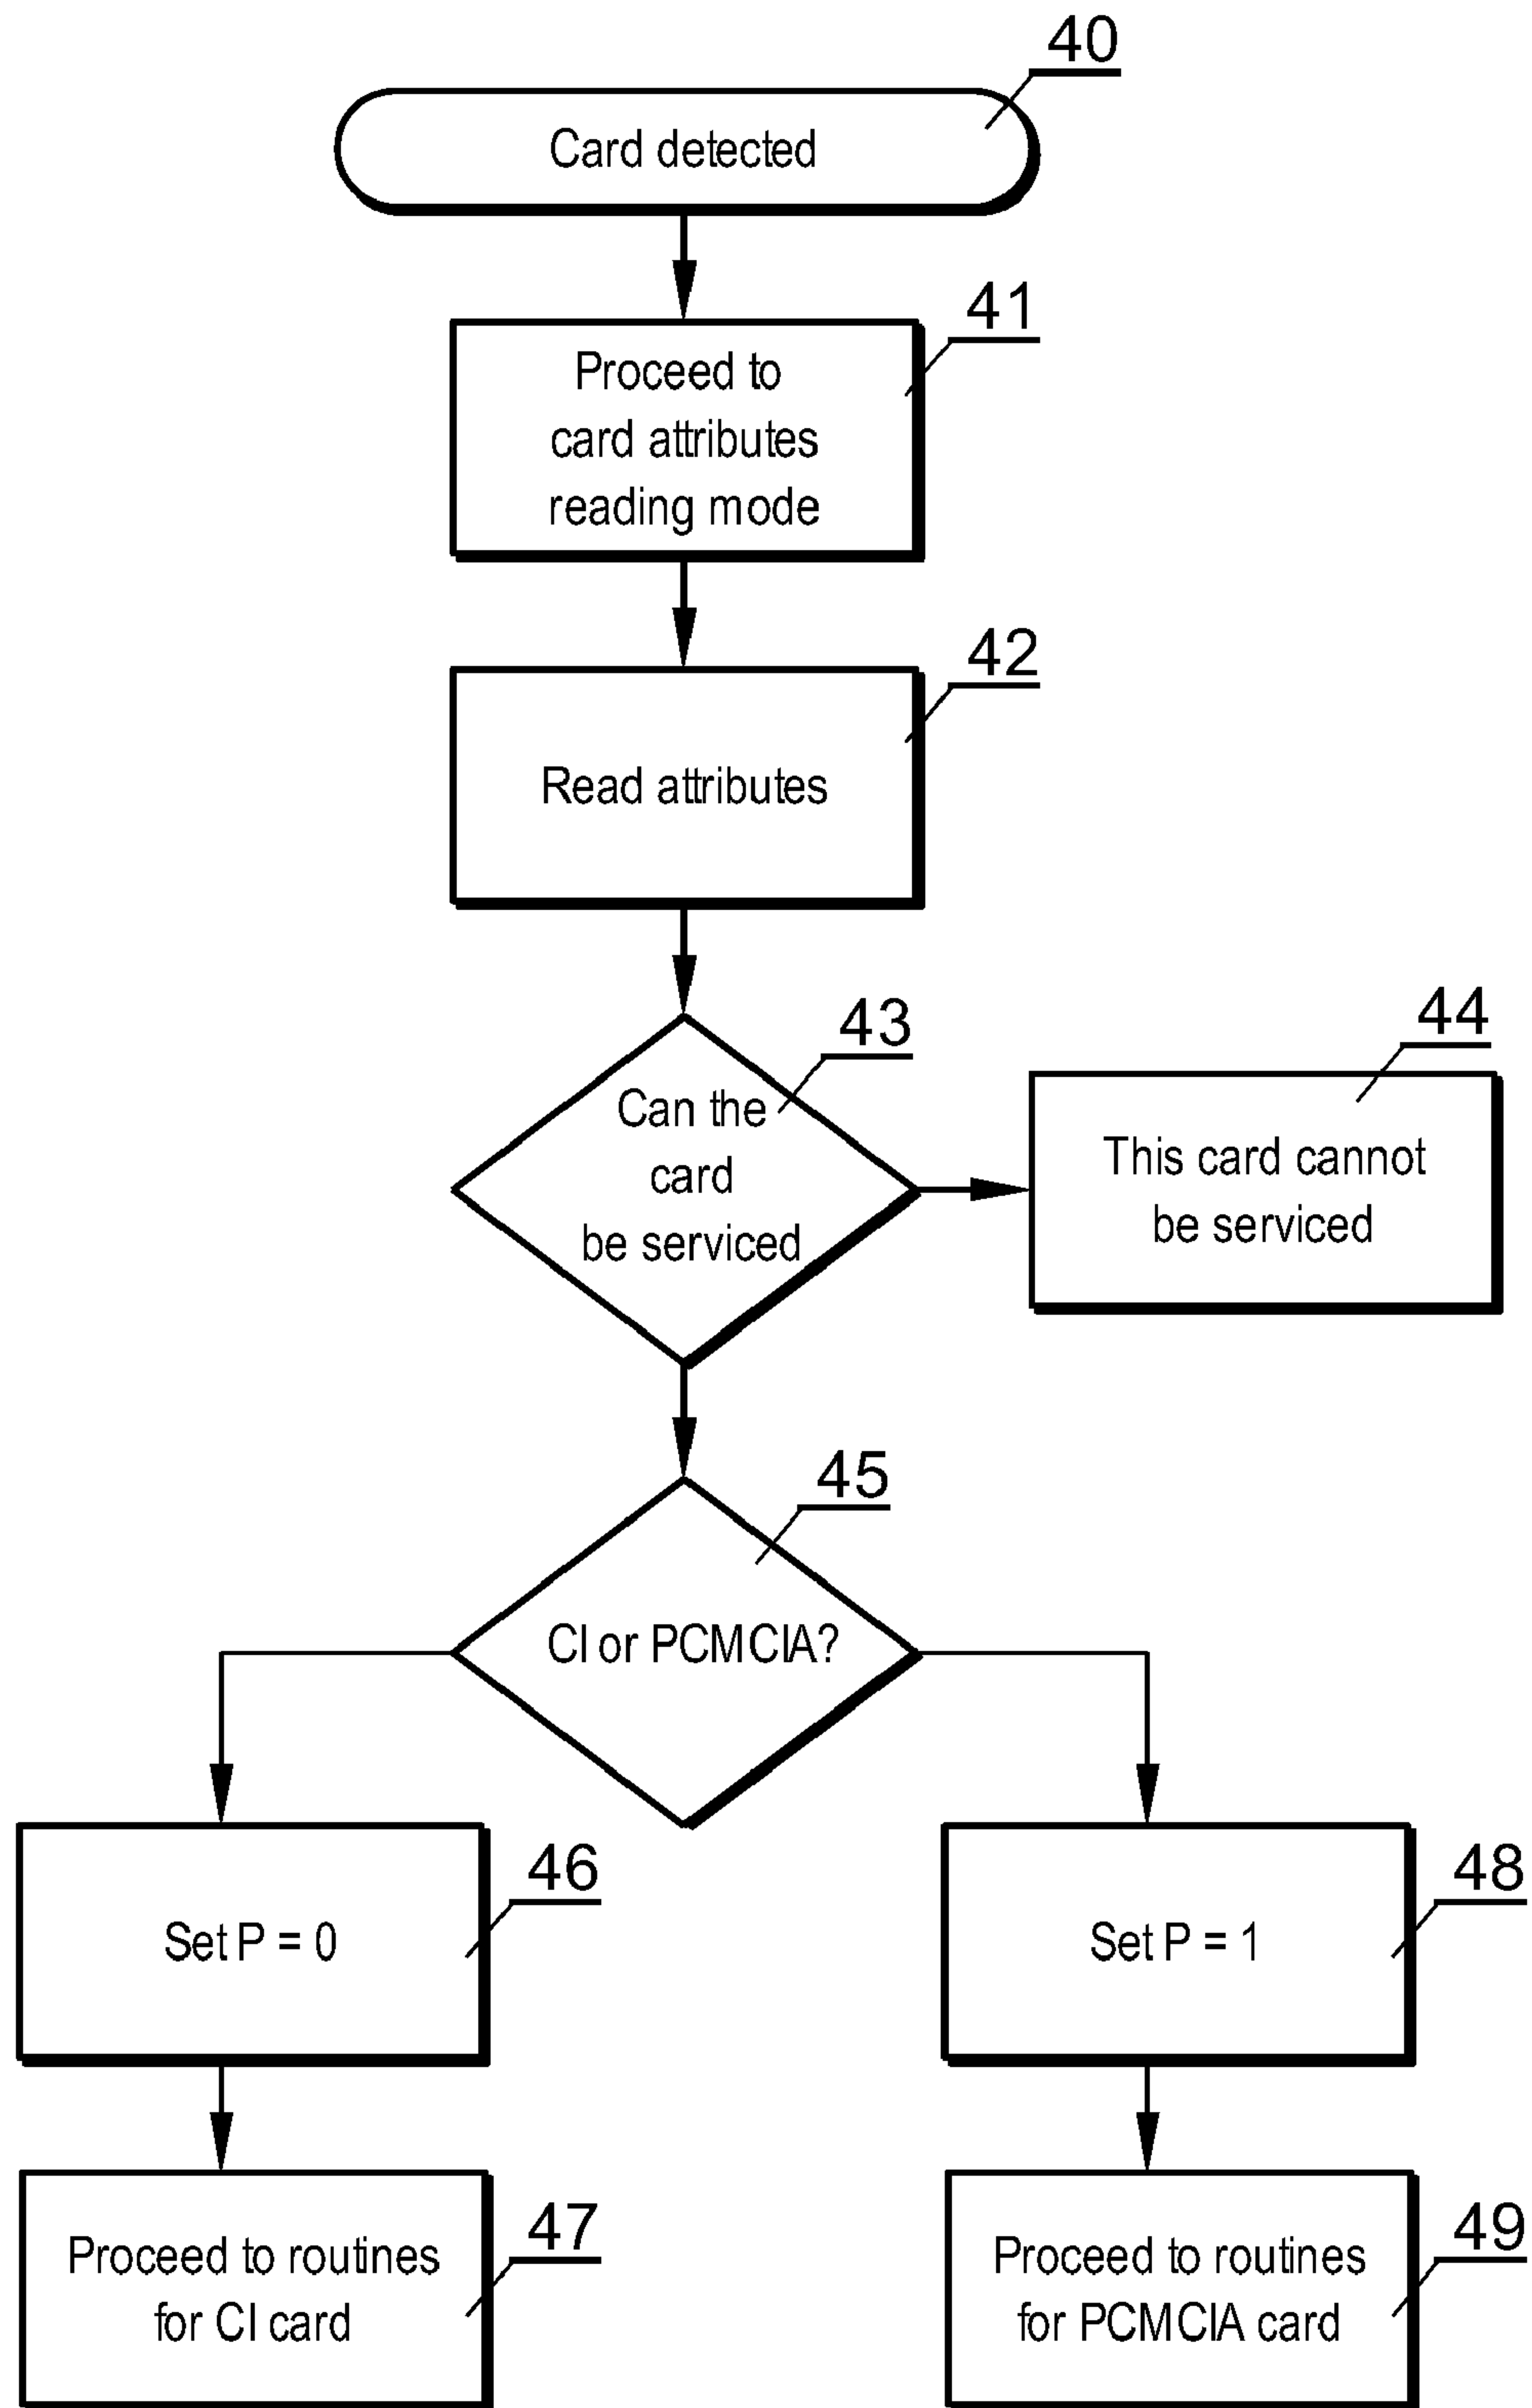 40
Card detected
41
Proceed to
card attributes
reading mode
42
Read attributes
43
Can the
card
be serviced
44
This card cannot
be serviced
45
CI or PCMCIA?
46
Set P = 0
48
Set P = 1
47
Proceed to routines
for CI card
49
Proceed to routines
for PCMCIA card